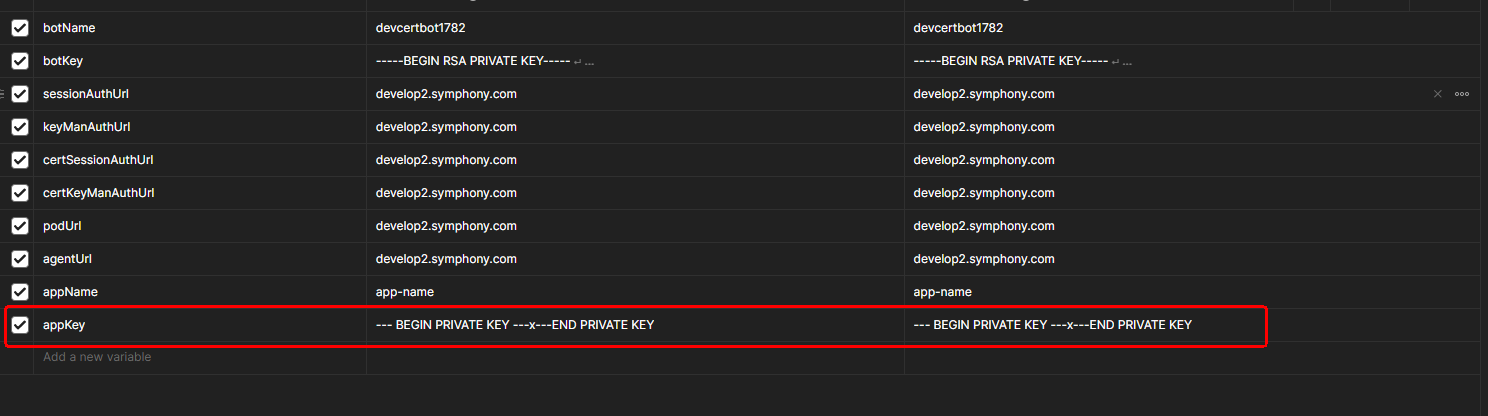 botName devcertbot1782 devcertbot1782
botKey -----BEGIN RSA PRIVATE KEY----- ↵ ... -----BEGIN RSA PRIVATE KEY----- ↵ ...
sessionAuthUrl develop2.symphony.com develop2.symphony.com
keyManAuthUrl develop2.symphony.com develop2.symphony.com
certSessionAuthUrl develop2.symphony.com develop2.symphony.com
certKeyManAuthUrl develop2.symphony.com develop2.symphony.com
podUrl develop2.symphony.com develop2.symphony.com
agentUrl develop2.symphony.com develop2.symphony.com
appName app-name app-name
appKey --- BEGIN PRIVATE KEY ---x---END PRIVATE KEY --- BEGIN PRIVATE KEY ---x---END PRIVATE KEY
Add a new variable